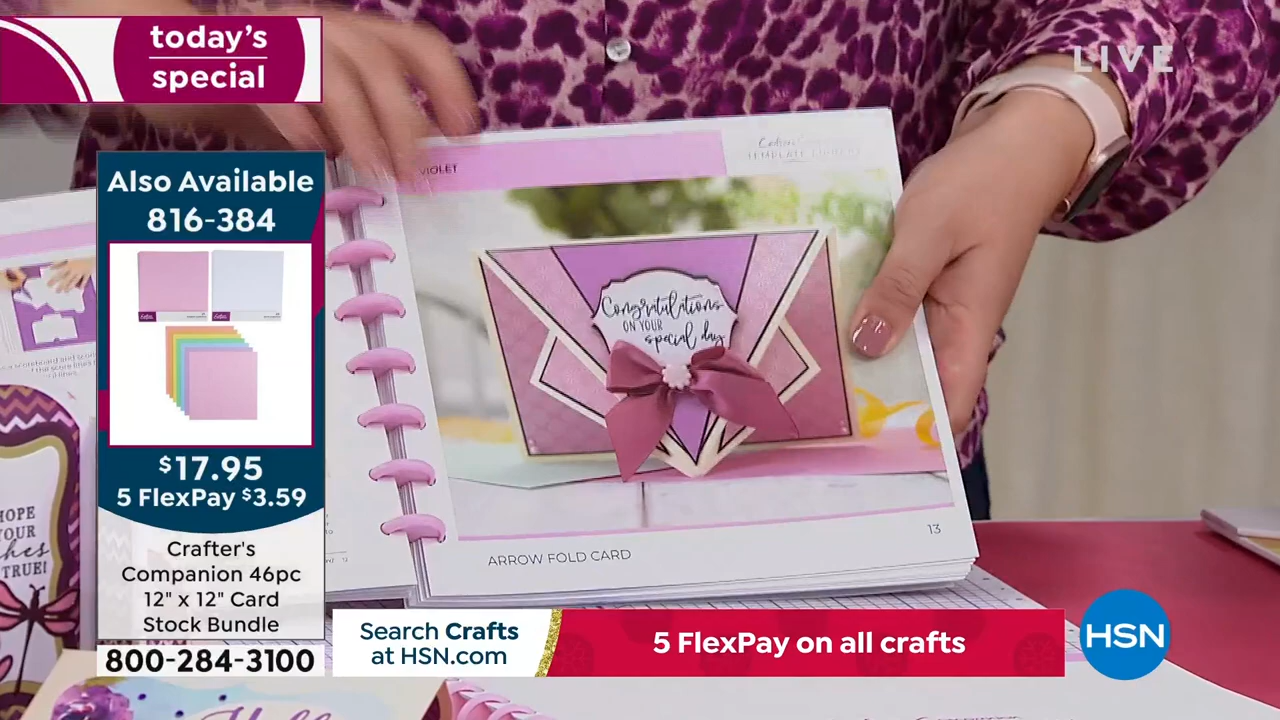 today's
special
LIVE
Also Available
816-384
$17.95
5 FlexPay $3.59
Crafter's
Companion 46pc
12" x 12" Card
Stock Bundle
800-284-3100
VIOLET
Congratulations
ON YOUR
special day
13
ARROW FOLD CARD
HOPE
YOUR
TRUE!
Search Crafts
at HSN.com
5 FlexPay on all crafts
HSN